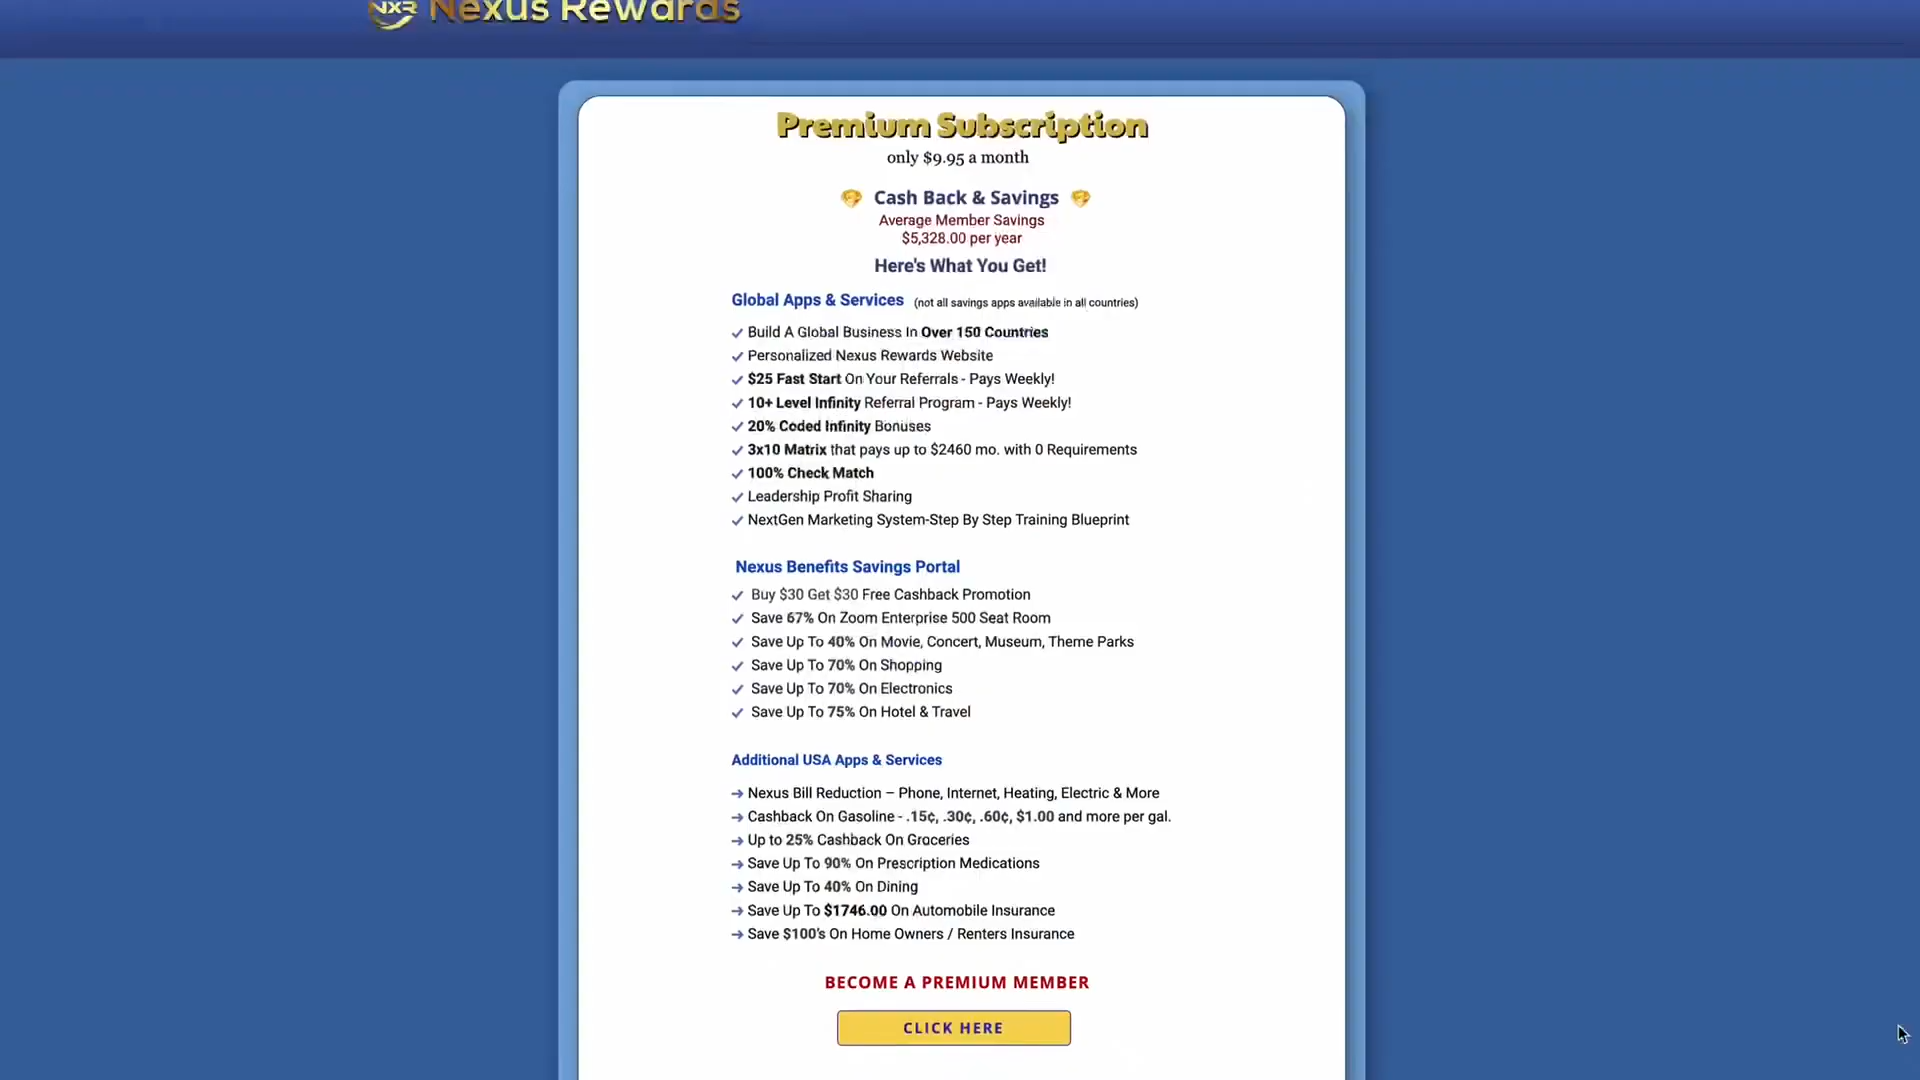 NXR Nexus Rewards
Premium Subscription
only $9.95 a month
Cash Back & Savings
Average Member Savings
$5,328.00 per year
Here's What You Get!
Global Apps & Services (not all savings apps available in all countries)
Build A Global Business In Over 150 Countries
Personalized Nexus Rewards Website
$25 Fast Start On Your Referrals - Pays Weekly!
10+ Level Infinity Referral Program - Pays Weekly!
20% Coded Infinity Bonuses
3x10 Matrix that pays up to $2460 mo. with 0 Requirements
100% Check Match
Leadership Profit Sharing
NextGen Marketing System-Step By Step Training Blueprint
Nexus Benefits Savings Portal
Buy $30 Get $30 Free Cashback Promotion
Save 67% On Zoom Enterprise 500 Seat Room
Save Up To 40% On Movie, Concert, Museum, Theme Parks
Save Up To 70% On Shopping
Save Up To 70% On Electronics
Save Up To 75% On Hotel & Travel
Additional USA Apps & Services
Nexus Bill Reduction – Phone, Internet, Heating, Electric & More
Cashback On Gasoline - .15¢, .30¢, .60¢, $1.00 and more per gal.
Up to 25% Cashback On Groceries
Save Up To 90% On Prescription Medications
Save Up To 40% On Dining
Save Up To $1746.00 On Automobile Insurance
Save $100's On Home Owners / Renters Insurance
BECOME A PREMIUM MEMBER
CLICK HERE